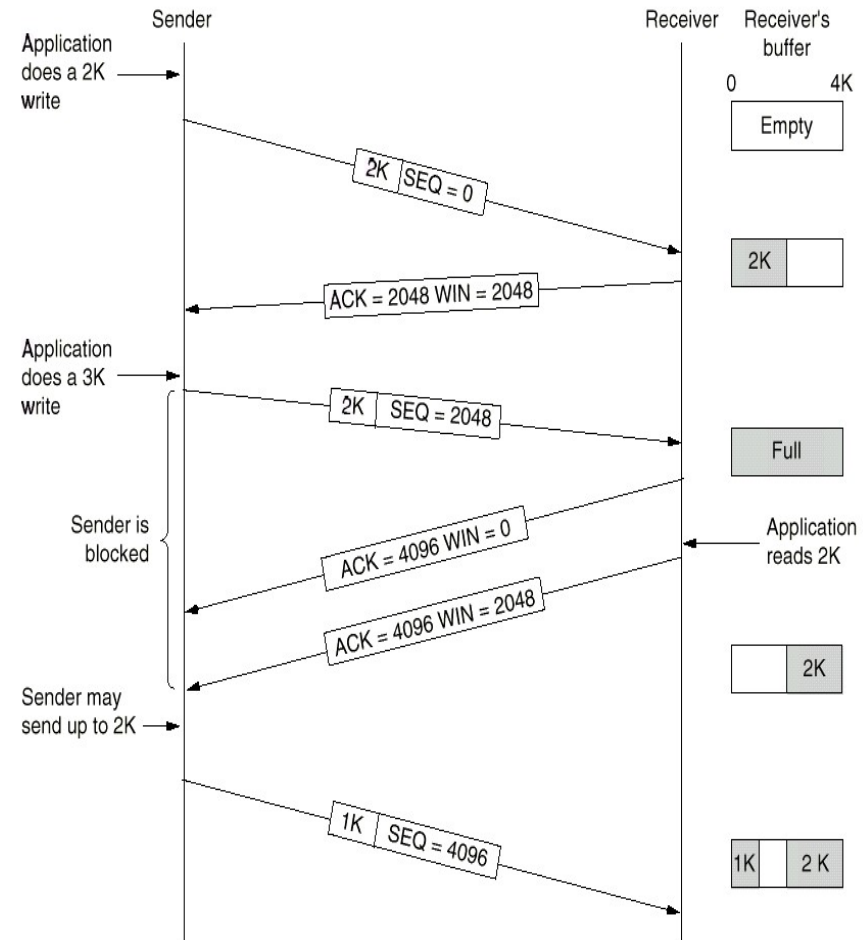 Sender
Receiver
Receiver's
buffer
Application
does a 2K
write
0 4K
Empty
2K SEQ = 0
2K
ACK = 2048 WIN = 2048
Application
does a 3K
write
2K SEQ = 2048
Full
Sender is
blocked
ACK = 4096 WIN = 0
Application
reads 2K
ACK = 4096 WIN = 2048
2K
Sender may
send up to 2K
1K SEQ = 4096
1K 2 K